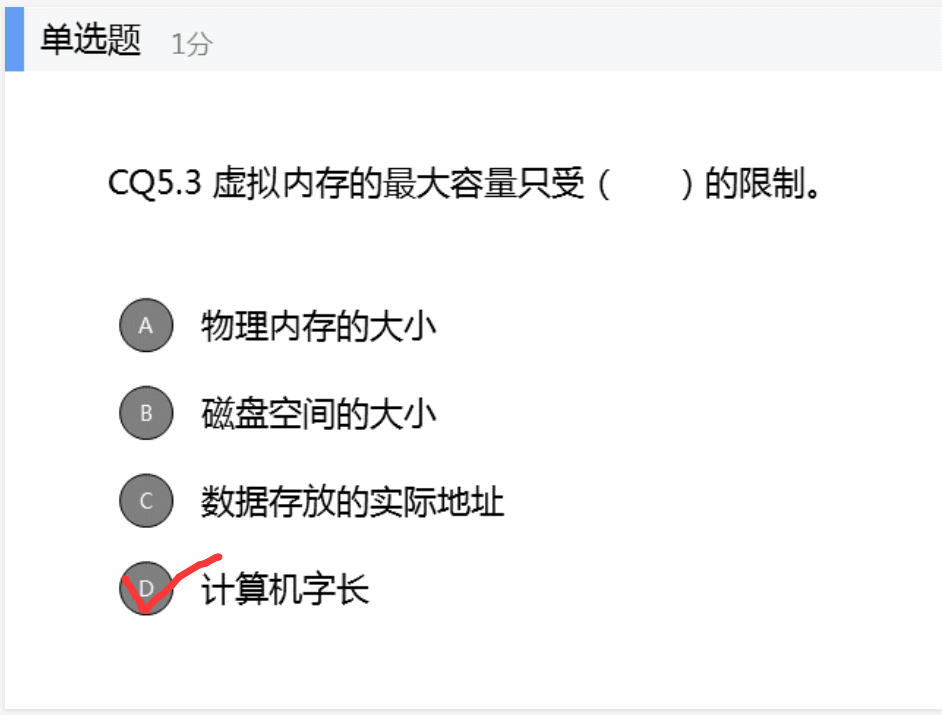 单选题 1分
CQ5.3 虚拟内存的最大容量只受（　　）的限制。
A 物理内存的大小
B 磁盘空间的大小
C 数据存放的实际地址
D 计算机字长